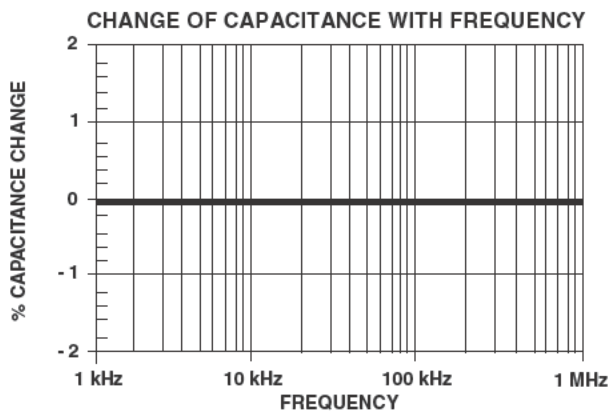 CHANGE OF CAPACITANCE WITH FREQUENCY
% CAPACITANCE CHANGE
2
1
0
-1
-2
1 kHz 10 kHz 100 kHz 1 MHz
FREQUENCY